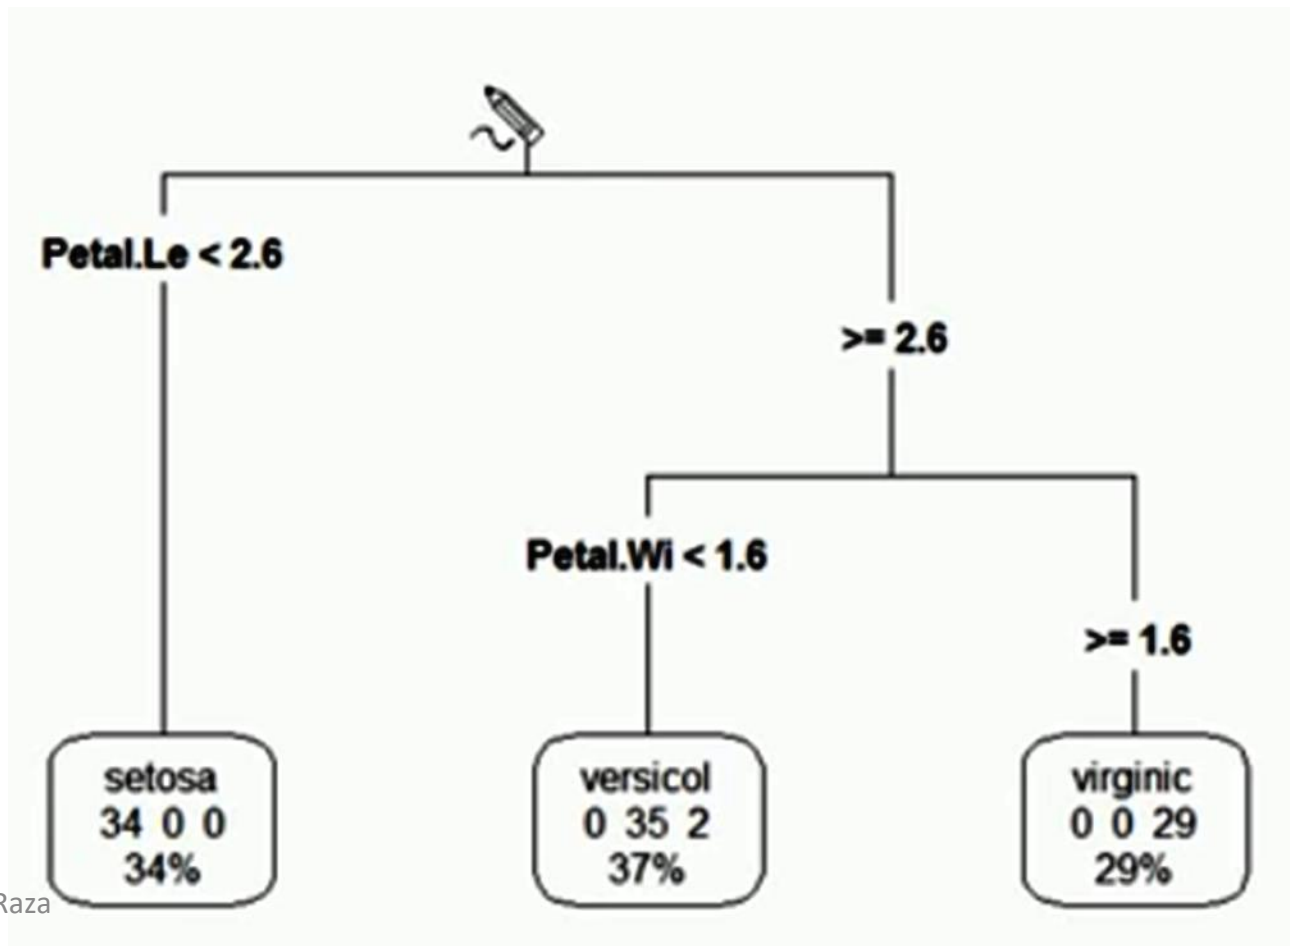 Petal.Le < 2.6
>= 2.6
Petal.Wi < 1.6
>= 1.6
setosa
34 0 0
34%
versicol
0 35 2
37%
virginic
0 0 29
29%
Raza